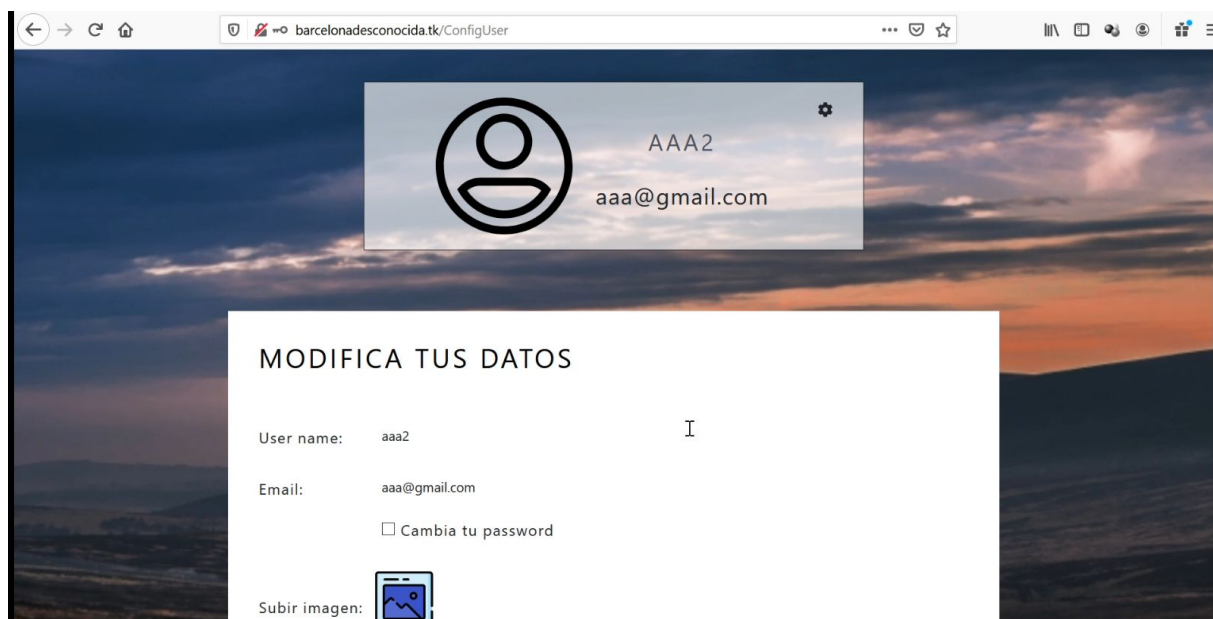 barcelonadesconocida.tk/ConfigUser
AAA2
aaa@gmail.com
MODIFICA TUS DATOS
User name: aaa2
Email: aaa@gmail.com
Cambia tu password
Subir imagen: